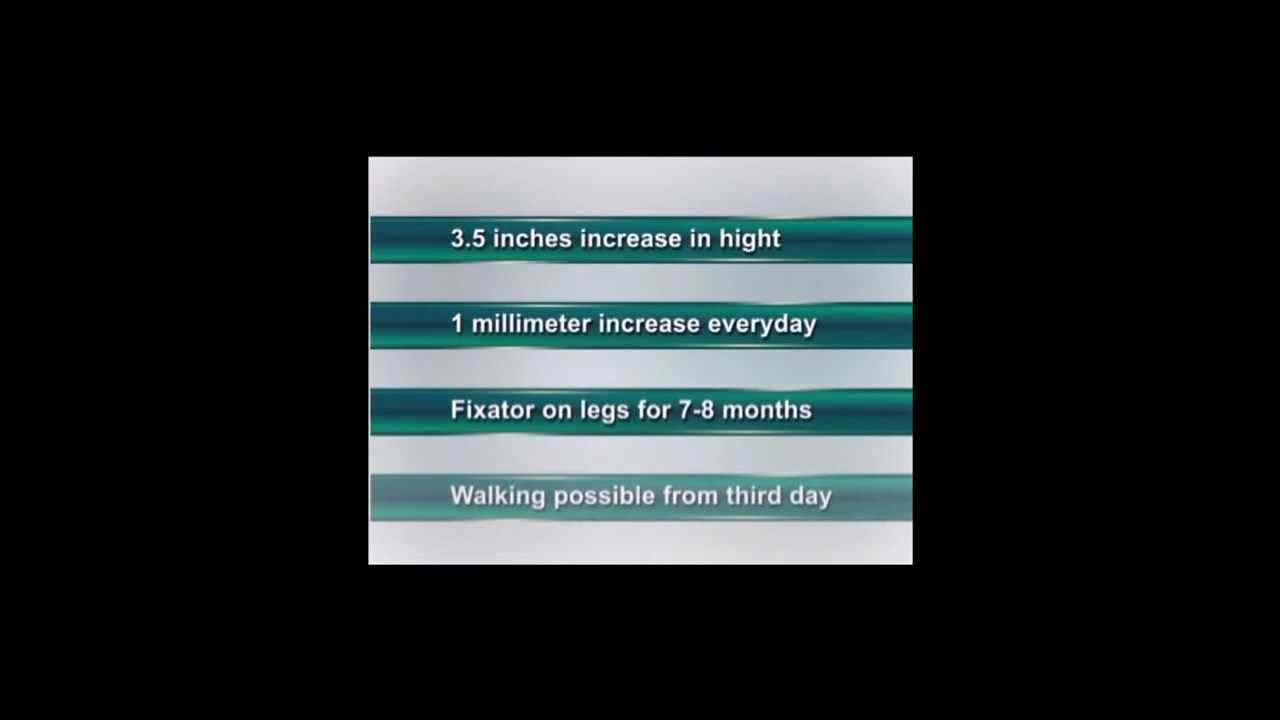 3.5 inches increase in hight
1 millimeter increase everyday
Fixator on legs for 7-8 months
Walking possible from third day